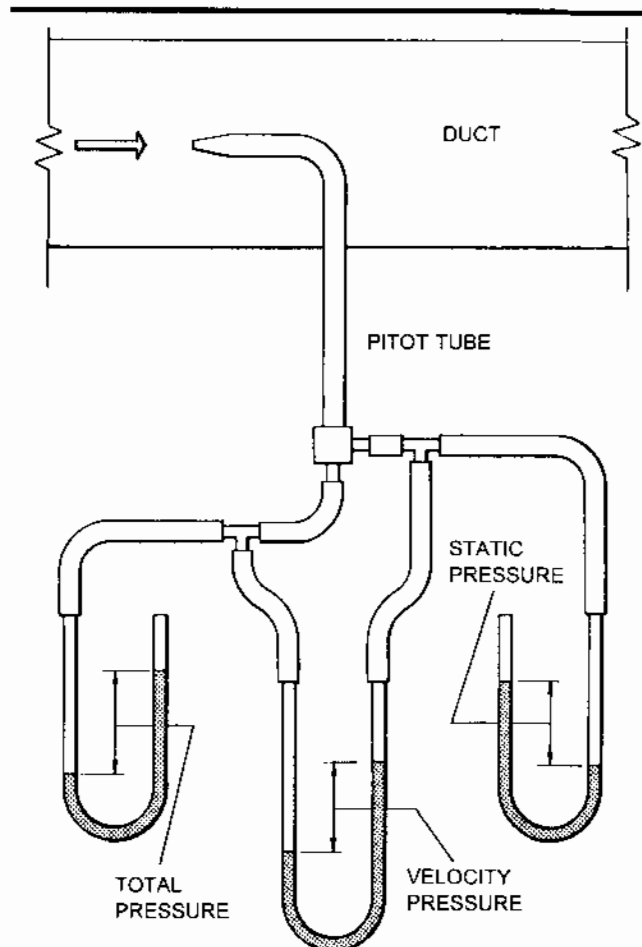 DUCT
PITOT TUBE
STATIC
PRESSURE
TOTAL
PRESSURE
VELOCITY
PRESSURE